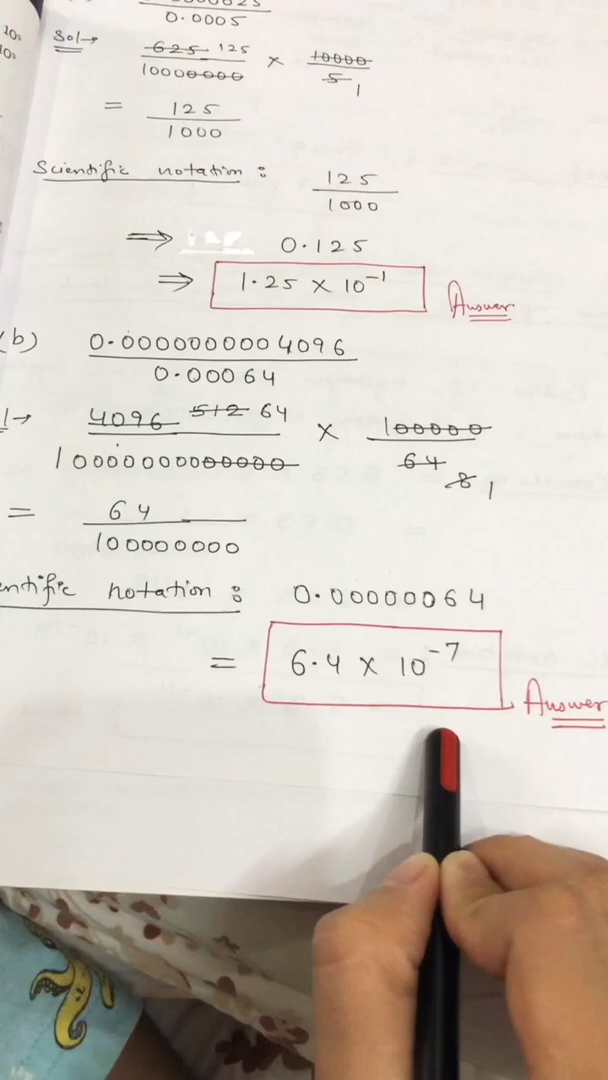 0.0005
Sol→ 625 125 10000
10000000 × 5 1
= 125
1000
Scientific notation : 125
1000
⇒ 0.125
⇒ 1.25 × 10⁻¹ Answer
(b) 0.0000000004096
0.00064
4096 512 64 × 100000
64 8 1
= 64
100000000
notation : 0.00000064
= 6.4 × 10⁻⁷ Answer